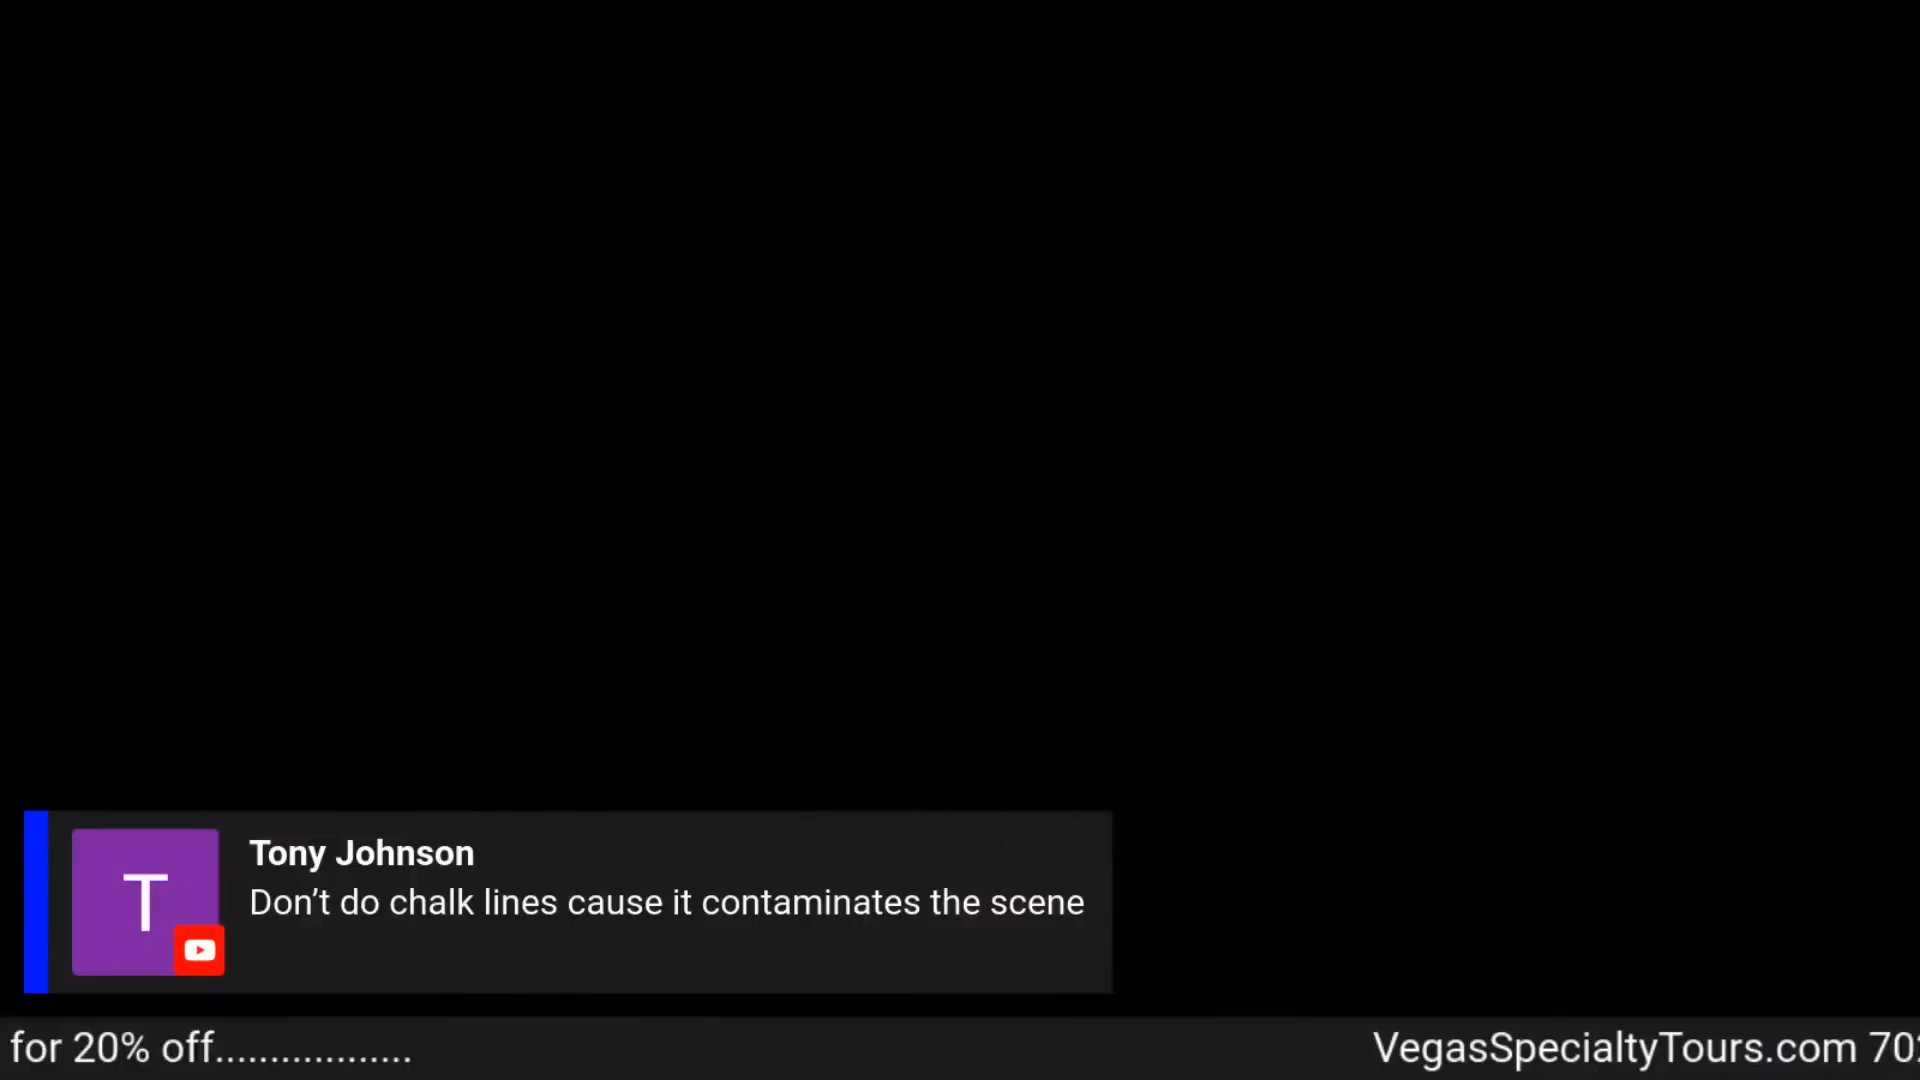 T
Tony Johnson
Don’t do chalk lines cause it contaminates the scene
for 20% off..................
VegasSpecialtyTours.com